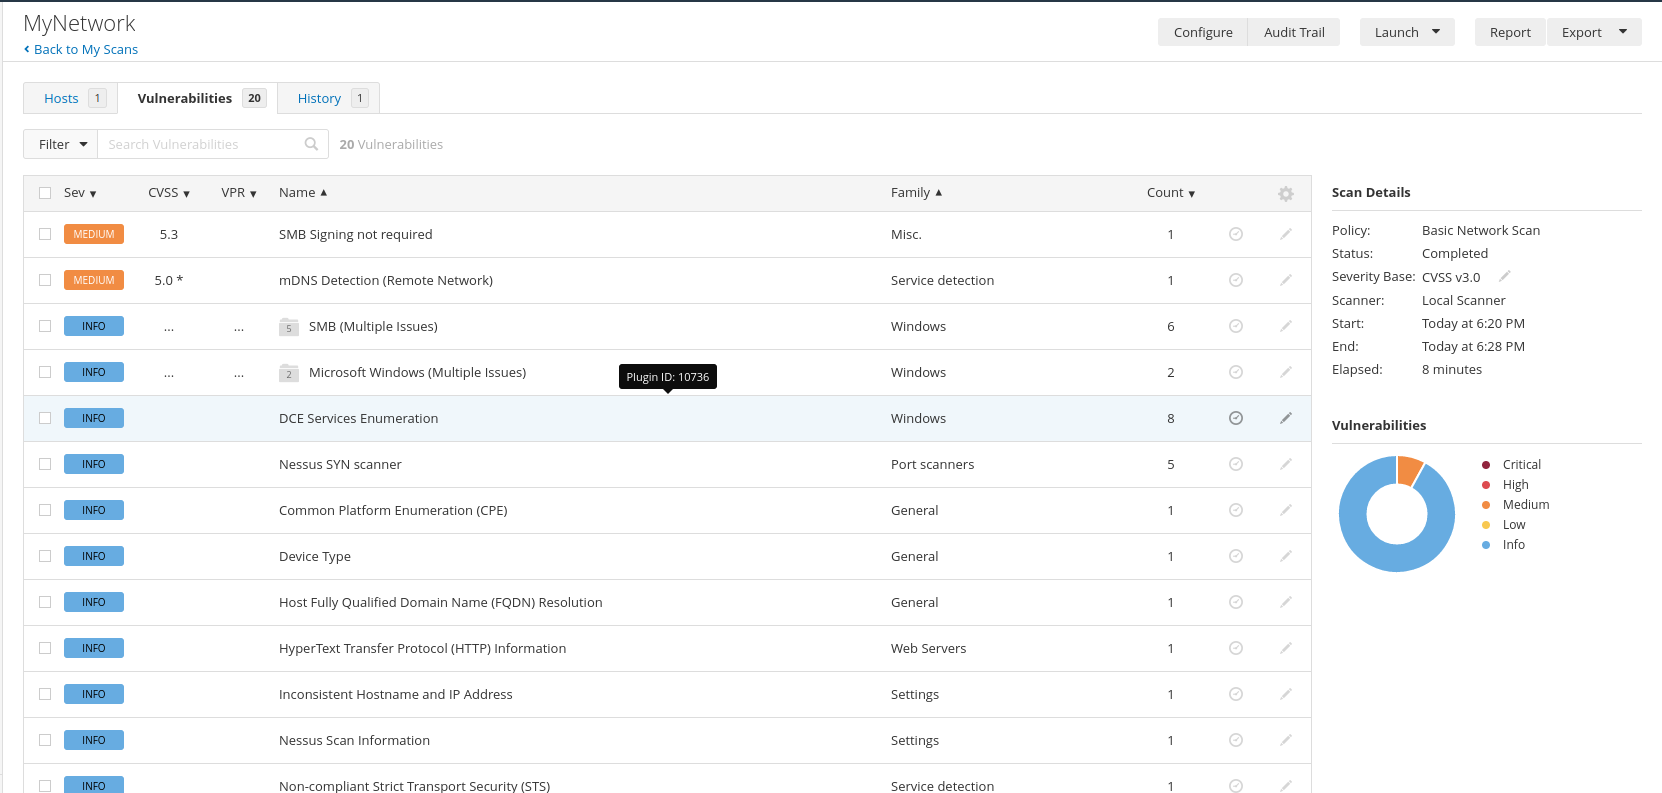 MyNetwork
Back to My Scans
Configure Audit Trail Launch Report Export
Hosts 1 Vulnerabilities 20 History 1
Filter Search Vulnerabilities 20 Vulnerabilities
Sev CVSS VPR Name Family Count
MEDIUM 5.3 SMB Signing not required Misc. 1
MEDIUM 5.0 * mDNS Detection (Remote Network) Service detection 1
INFO ... ... 5 SMB (Multiple Issues) Windows 6
INFO ... ... 2 Microsoft Windows (Multiple Issues) Windows 2
Plugin ID: 10736
INFO DCE Services Enumeration Windows 8
INFO Nessus SYN scanner Port scanners 5
INFO Common Platform Enumeration (CPE) General 1
INFO Device Type General 1
INFO Host Fully Qualified Domain Name (FQDN) Resolution General 1
INFO HyperText Transfer Protocol (HTTP) Information Web Servers 1
INFO Inconsistent Hostname and IP Address Settings 1
INFO Nessus Scan Information Settings 1
INFO Non-compliant Strict Transport Security (STS) Service detection 1
Scan Details
Policy: Basic Network Scan
Status: Completed
Severity Base: CVSS v3.0
Scanner: Local Scanner
Start: Today at 6:20 PM
End: Today at 6:28 PM
Elapsed: 8 minutes
Vulnerabilities
Critical
High
Medium
Low
Info